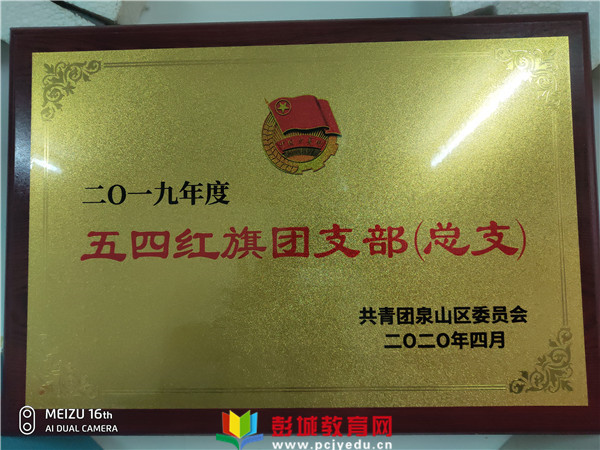 二〇一九年度
五四红旗团支部(总支)
共青团泉山区委员会
二〇二〇年四月
MEIZU 16th
AI DUAL CAMERA
彭城教育网
www.pcjyedu.cn